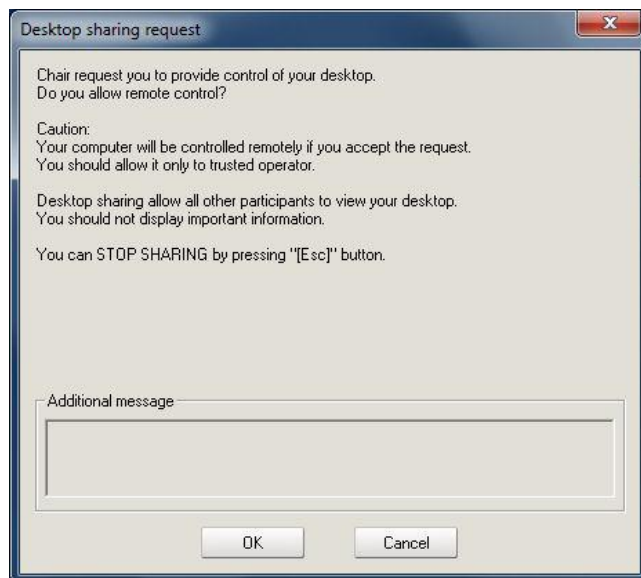 Desktop sharing request
Chair request you to provide control of your desktop.
Do you allow remote control?
Caution:
Your computer will be controlled remotely if you accept the request.
You should allow it only to trusted operator.
Desktop sharing allow all other participants to view your desktop.
You should not display important information.
You can STOP SHARING by pressing "[Esc]" button.
Additional message
OK
Cancel